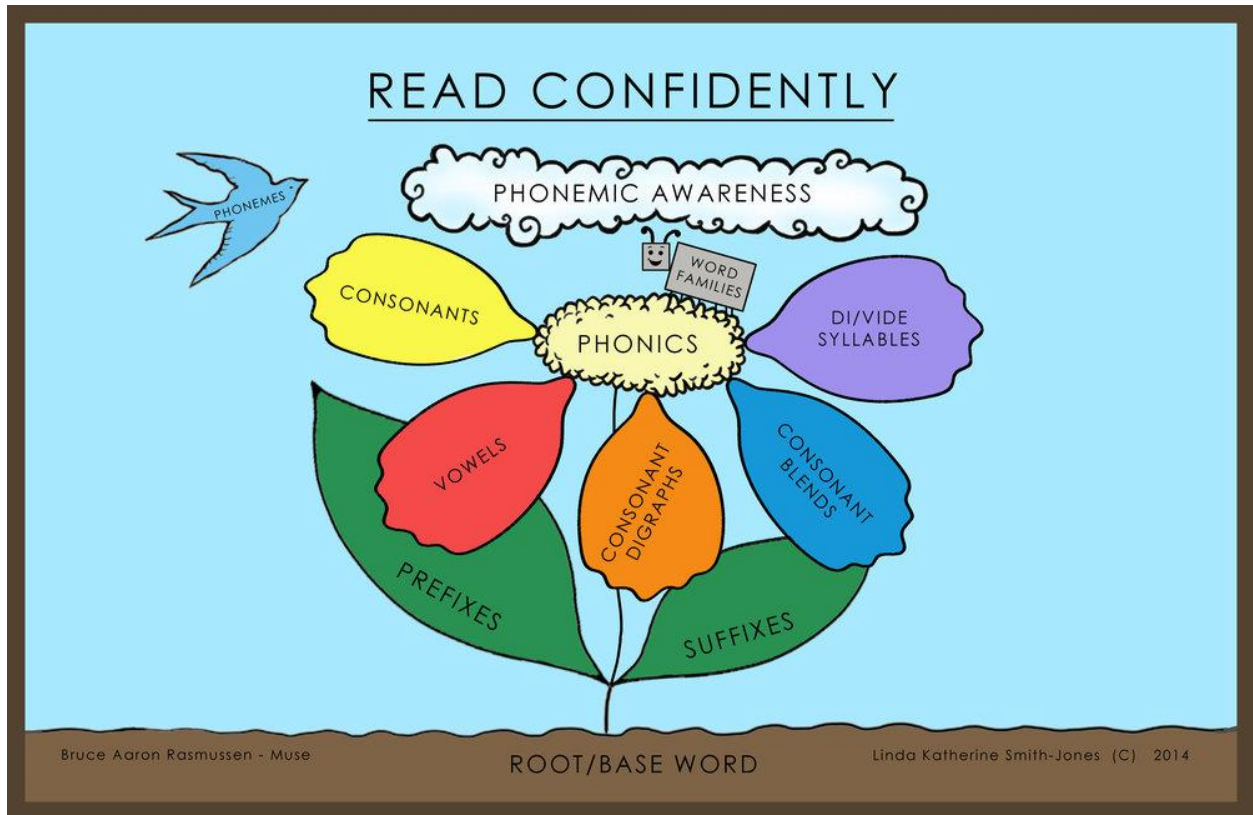 READ CONFIDENTLY
PHONEMIC AWARENESS
PHONEMES
WORD
FAMILIES
CONSONANTS
PHONICS
DI/VIDE
SYLLABLES
VOWELS
CONSONANT
DIGRAPHS
CONSONANT
BLENDS
PREFIXES
SUFFIXES
Bruce Aaron Rasmussen - Muse
ROOT/BASE WORD
Linda Katherine Smith-Jones (C) 2014